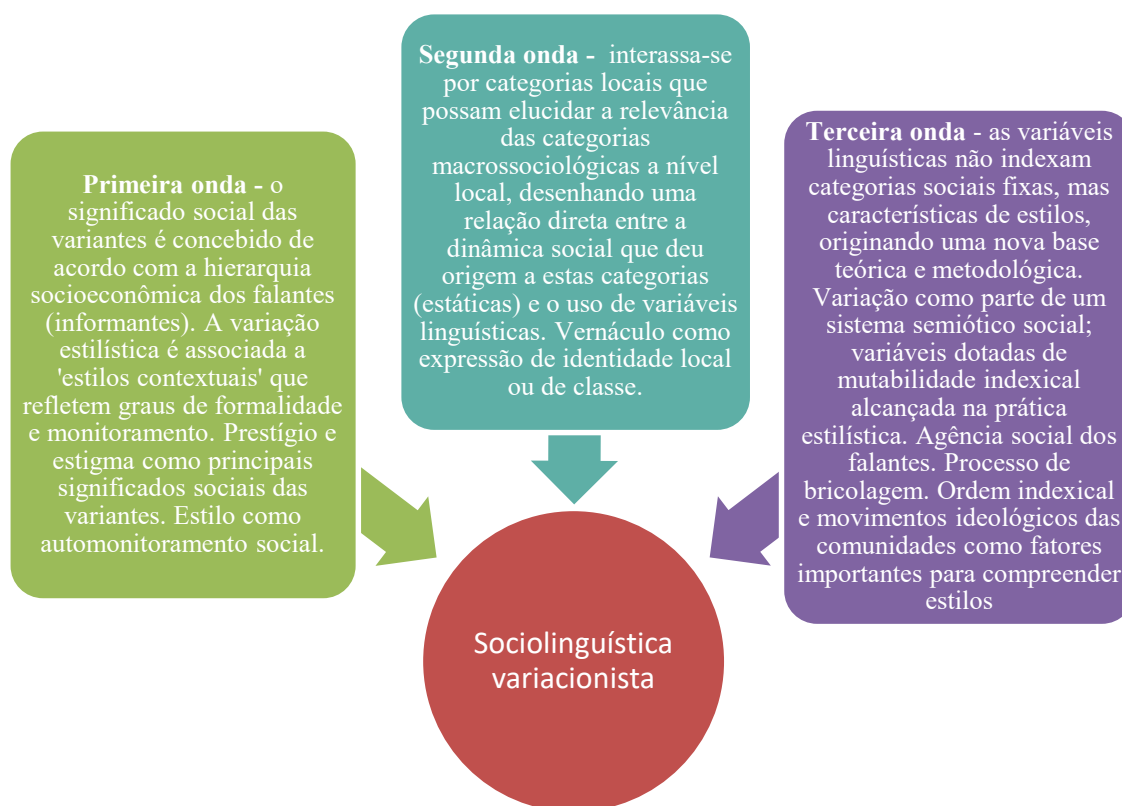 Primeira onda - o
significado social das
variantes é concebido de
acordo com a hierarquia
socioeconômica dos falantes
(informantes). A variação
estilística é associada a
'estilos contextuais' que
refletem graus de formalidade
e monitoramento. Prestígio e
estigma como principais
significados sociais das
variantes. Estilo como
automonitoramento social.
Segunda onda - interassa-se
por categorias locais que
possam elucidar a relevância
das categorias
macrossociológicas a nível
local, desenhando uma
relação direta entre a
dinâmica social que deu
origem a estas categorias
(estáticas) e o uso de variáveis
linguísticas. Vernáculo como
expressão de identidade local
ou de classe.
Terceira onda - as variáveis
linguísticas não indexam
categorias sociais fixas, mas
características de estilos,
originando uma nova base
teórica e metodológica.
Variação como parte de um
sistema semiótico social;
variáveis dotadas de
mutabilidade indexical
alcançada na prática
estilística. Agência social dos
falantes. Processo de
bricolagem. Ordem indexical
e movimentos ideológicos das
comunidades como fatores
importantes para compreender
estilos
Sociolinguística
variacionista